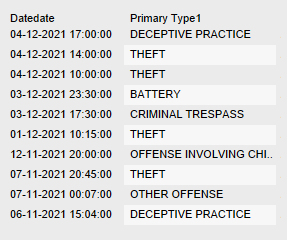 Datedate Primary Type1
04-12-2021 17:00:00 DECEPTIVE PRACTICE
04-12-2021 14:00:00 THEFT
04-12-2021 10:00:00 THEFT
03-12-2021 23:30:00 BATTERY
03-12-2021 17:30:00 CRIMINAL TRESPASS
01-12-2021 10:15:00 THEFT
12-11-2021 20:00:00 OFFENSE INVOLVING CHI..
07-11-2021 20:45:00 THEFT
07-11-2021 00:07:00 OTHER OFFENSE
06-11-2021 15:04:00 DECEPTIVE PRACTICE